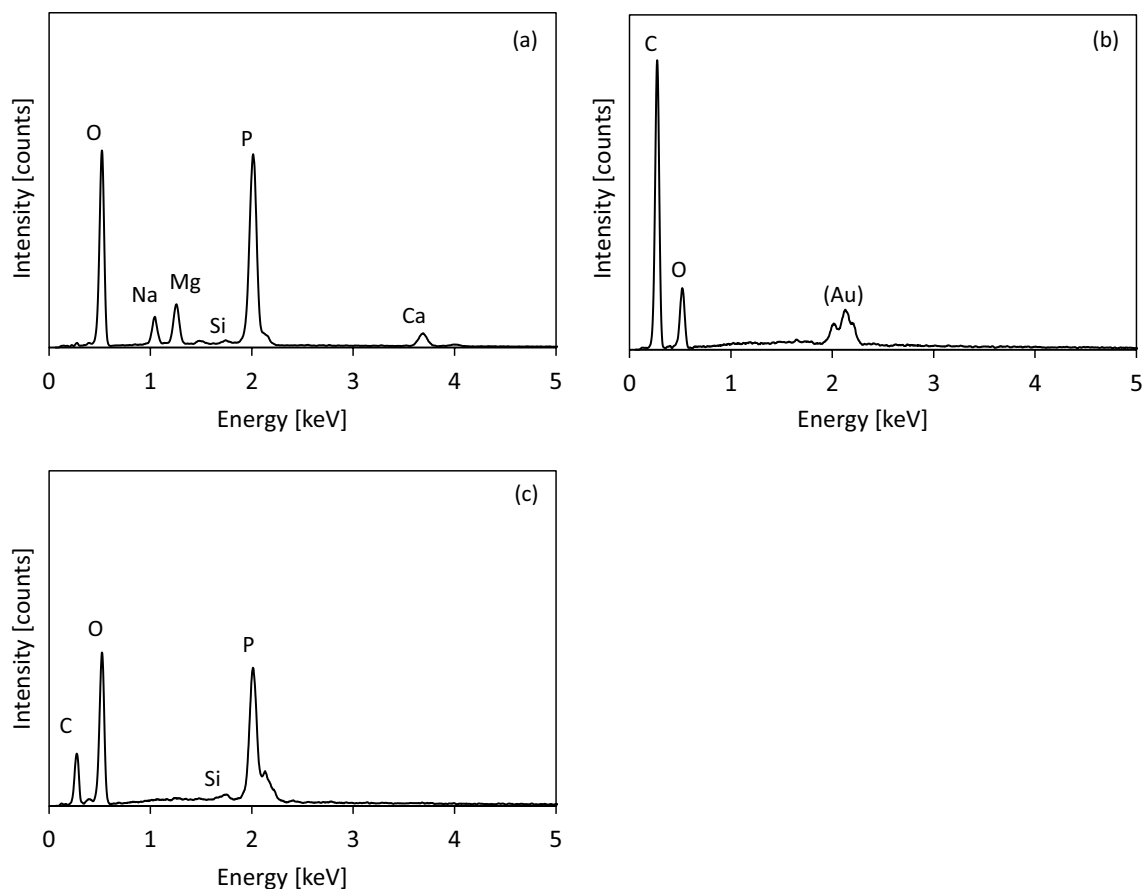 (a)
Intensity [counts]
O
Na
Mg
Si
P
Ca
0 1 2 3 4 5
Energy [keV]
(b)
Intensity [counts]
C
O
(Au)
0 1 2 3 4 5
Energy [keV]
(c)
Intensity [counts]
C
O
Si
P
0 1 2 3 4 5
Energy [keV]